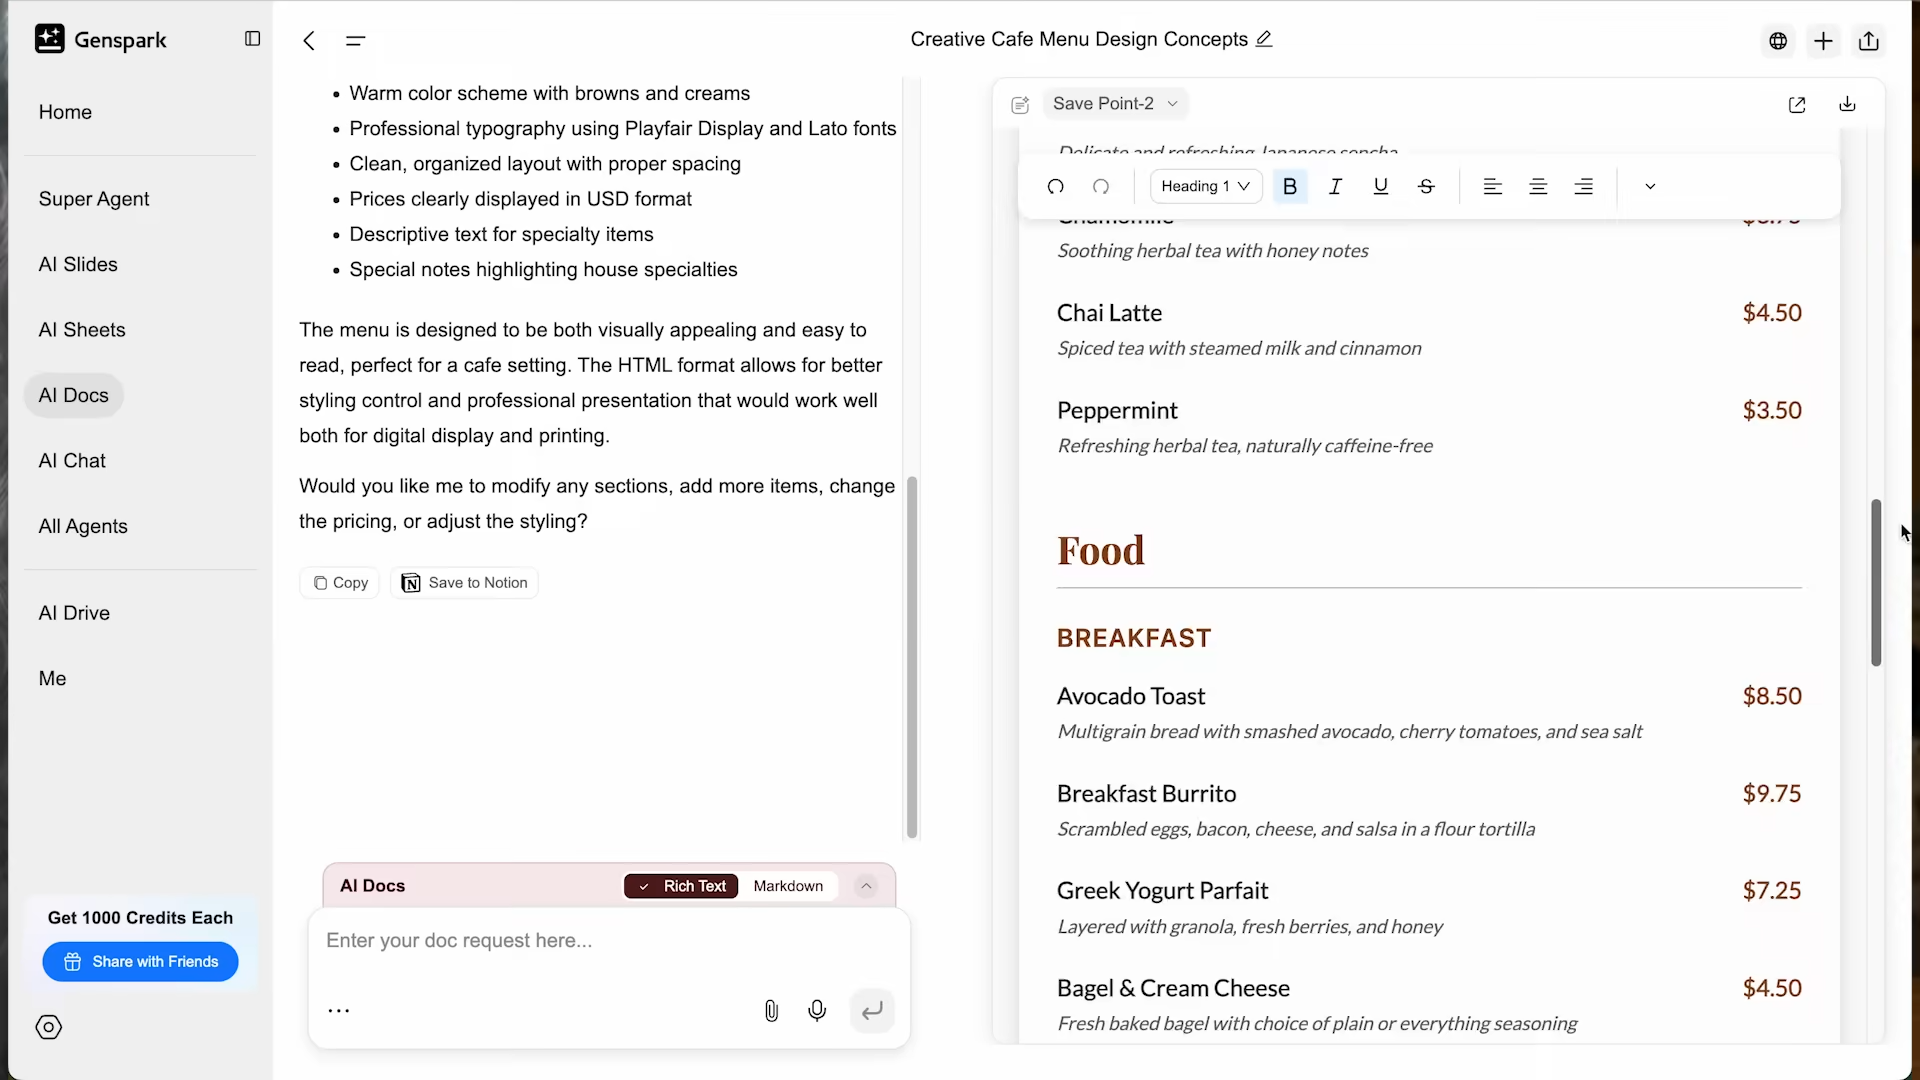 Genspark
Home
Super Agent
AI Slides
AI Sheets
AI Docs
AI Chat
All Agents
AI Drive
Me
Get 1000 Credits Each
Share with Friends
Creative Cafe Menu Design Concepts
• Warm color scheme with browns and creams
• Professional typography using Playfair Display and Lato fonts
• Clean, organized layout with proper spacing
• Prices clearly displayed in USD format
• Descriptive text for specialty items
• Special notes highlighting house specialties
The menu is designed to be both visually appealing and easy to
read, perfect for a cafe setting. The HTML format allows for better
styling control and professional presentation that would work well
both for digital display and printing.
Would you like me to modify any sections, add more items, change
the pricing, or adjust the styling?
Copy
Save to Notion
AI Docs
Rich Text
Markdown
Enter your doc request here...
Save Point-2
Delicate and refreshing Japanese sencha
Heading 1
B I U S
Chamomile $3.75
Soothing herbal tea with honey notes
Chai Latte $4.50
Spiced tea with steamed milk and cinnamon
Peppermint $3.50
Refreshing herbal tea, naturally caffeine-free
Food
BREAKFAST
Avocado Toast $8.50
Multigrain bread with smashed avocado, cherry tomatoes, and sea salt
Breakfast Burrito $9.75
Scrambled eggs, bacon, cheese, and salsa in a flour tortilla
Greek Yogurt Parfait $7.25
Layered with granola, fresh berries, and honey
Bagel & Cream Cheese $4.50
Fresh baked bagel with choice of plain or everything seasoning